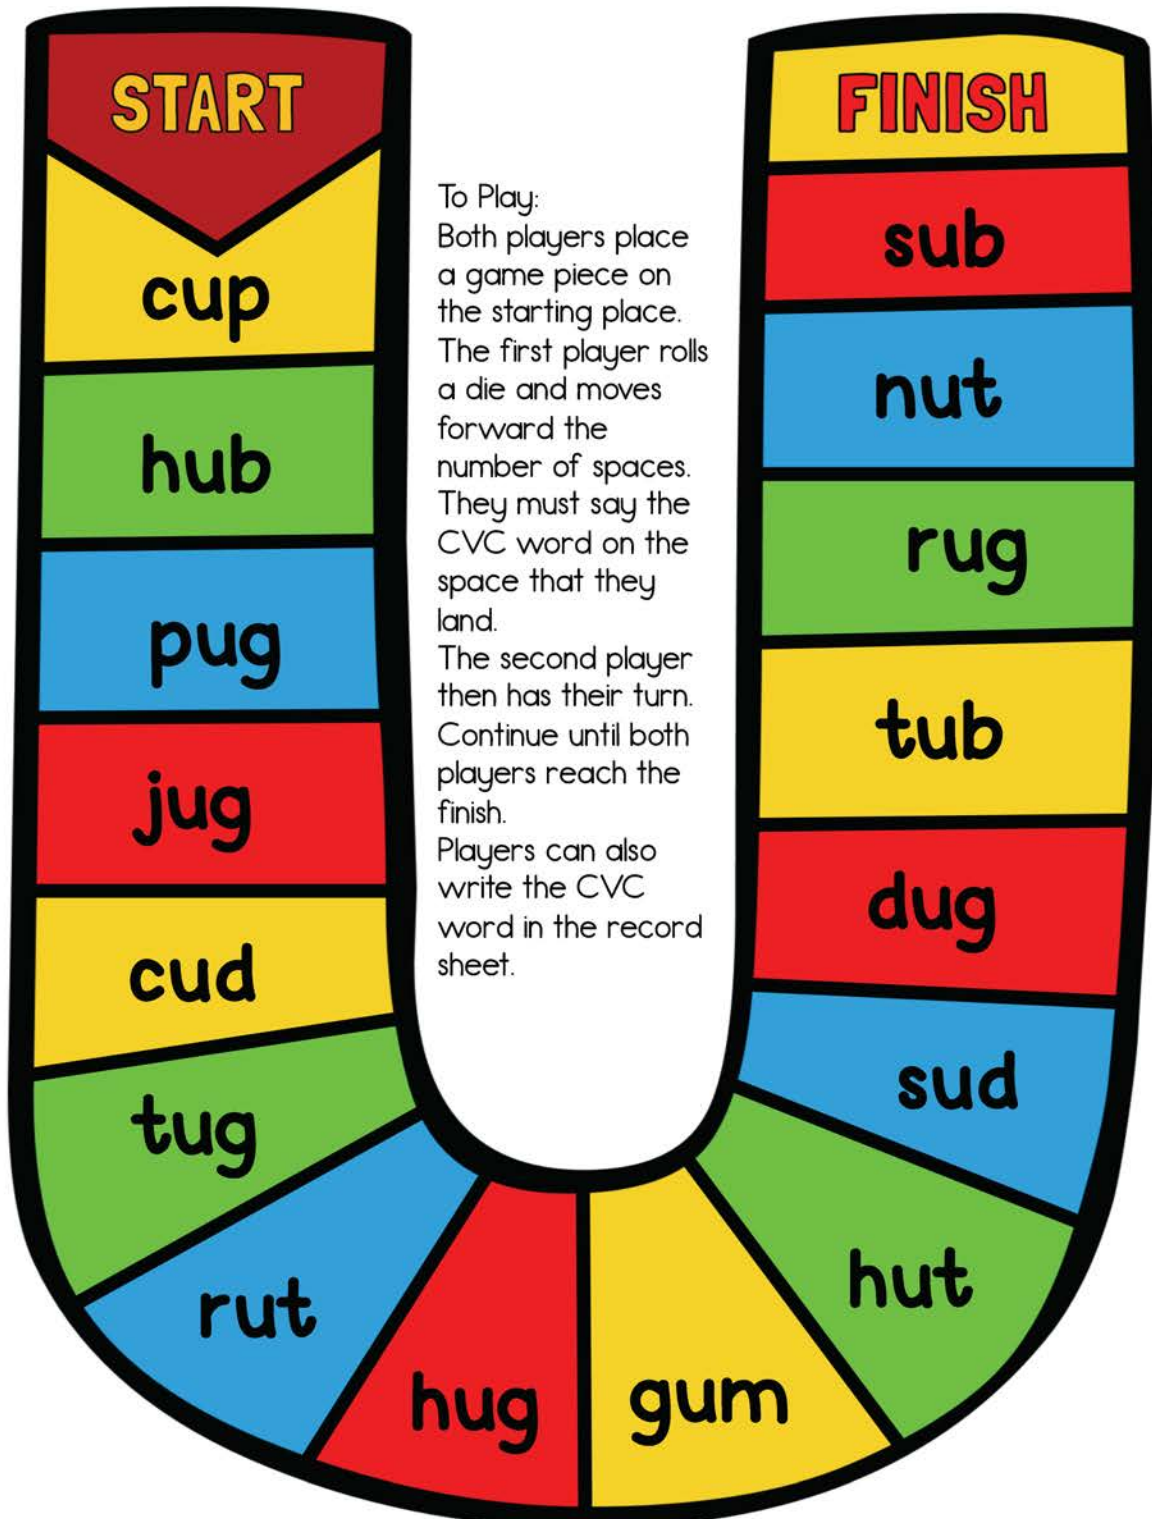 START
cup
hub
pug
jug
cud
tug
rut
hug
gum
hut
sud
dug
tub
rug
nut
sub
FINISH
To Play:
Both players place
a game piece on
the starting place.
The first player rolls
a die and moves
forward the
number of spaces.
They must say the
CVC word on the
space that they
land.
The second player
then has their turn.
Continue until both
players reach the
finish.
Players can also
write the CVC
word in the record
sheet.